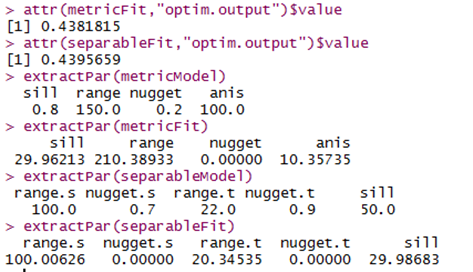 > attr(metricFit,"optim.output")$value
[1] 0.4381815
> attr(separableFit,"optim.output")$value
[1] 0.4395659
> extractPar(metricModel)
sill range nugget anis
0.8 150.0 0.2 100.0
> extractPar(metricFit)
sill range nugget anis
29.96213 210.38933 0.00000 10.35735
> extractPar(separableModel)
range.s nugget.s range.t nugget.t sill
100.0 0.7 22.0 0.9 50.0
> extractPar(separableFit)
range.s nugget.s range.t nugget.t sill
100.00626 0.00000 20.34535 0.00000 29.98683